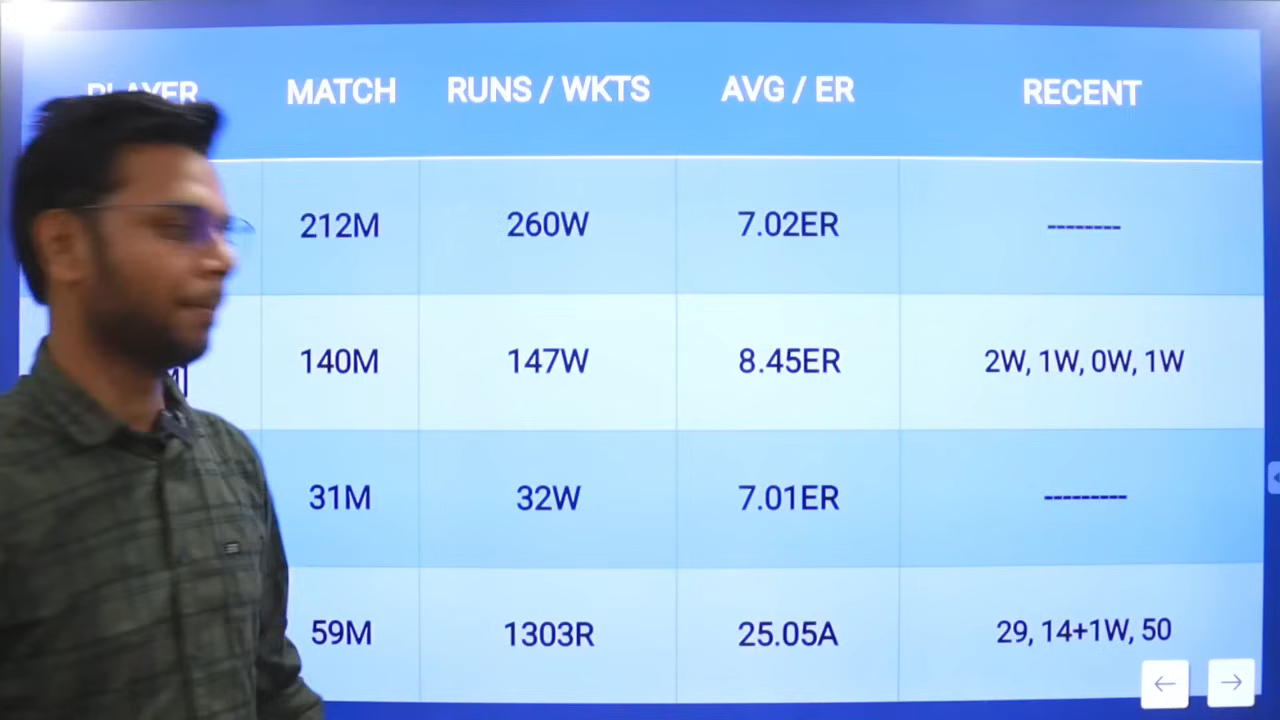 PLAYER MATCH RUNS / WKTS AVG / ER RECENT
212M 260W 7.02ER --------
140M 147W 8.45ER 2W, 1W, 0W, 1W
31M 32W 7.01ER ---------
59M 1303R 25.05A 29, 14+1W, 50